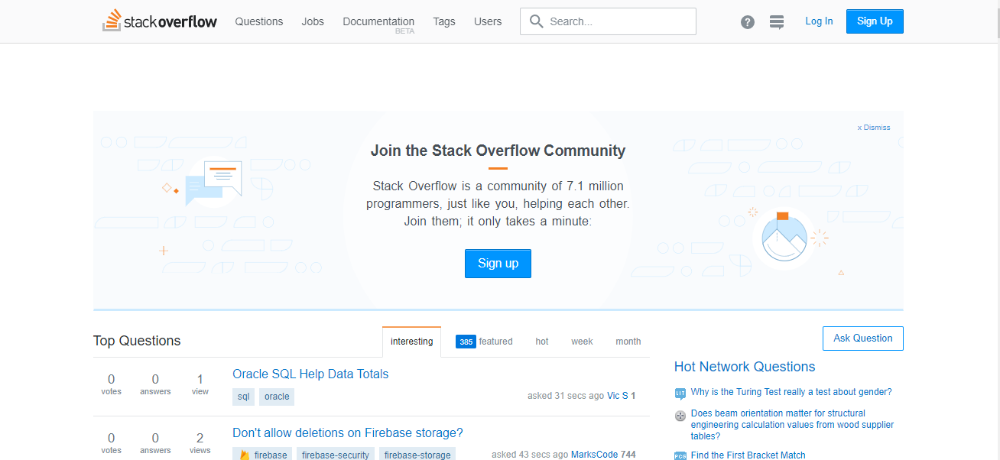 stackoverflow Questions Jobs Documentation Tags Users Search... ? Log In Sign Up
BETA
x Dismiss
Join the Stack Overflow Community
Stack Overflow is a community of 7.1 million
programmers, just like you, helping each other.
Join them; it only takes a minute:
Sign up
Top Questions interesting 385 featured hot week month
Ask Question
0 votes 0 answers 1 view
Oracle SQL Help Data Totals
sql oracle
asked 31 secs ago Vic S 1
0 votes 0 answers 2 views
Don't allow deletions on Firebase storage?
firebase firebase-security firebase-storage
asked 43 secs ago MarksCode 744
Hot Network Questions
LIT Why is the Turing Test really a test about gender?
Does beam orientation matter for structural
engineering calculation values from wood supplier
tables?
PCG Find the First Bracket Match